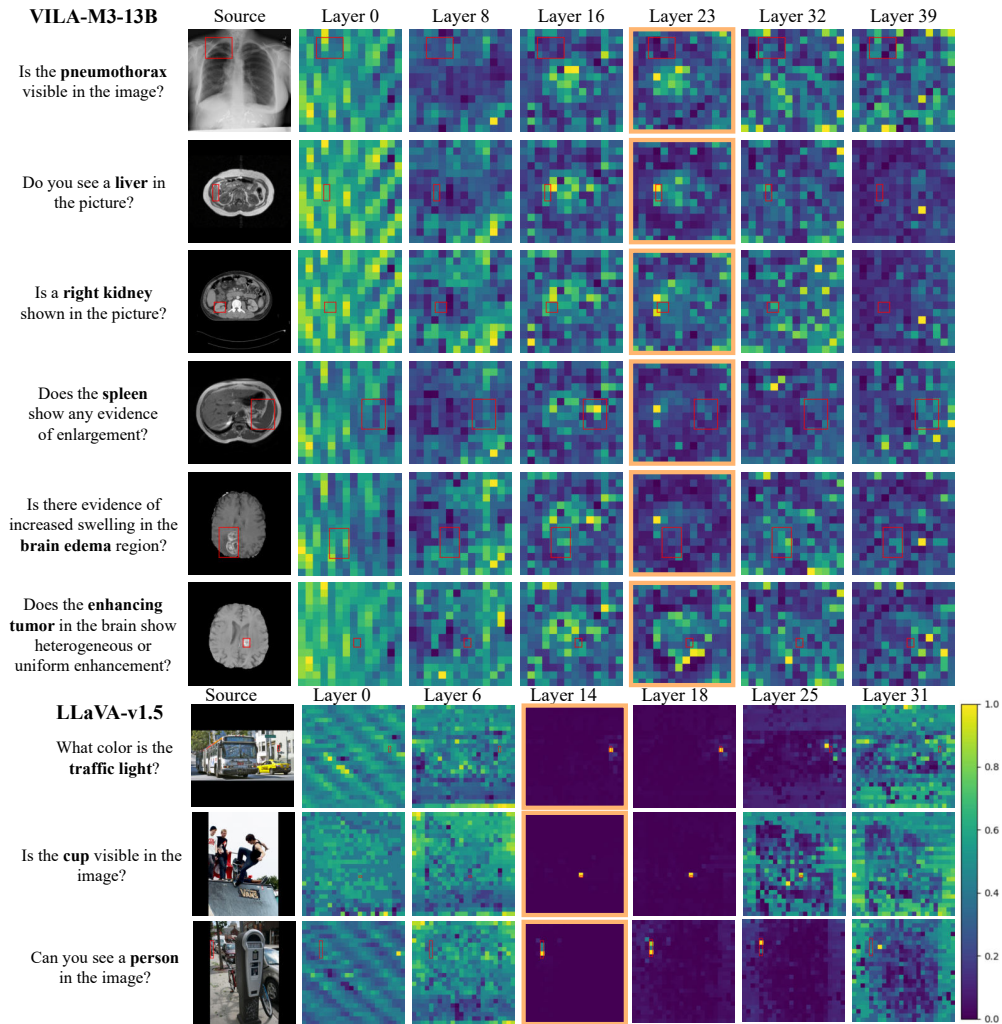 VILA-M3-13B
Source
Layer 0
Layer 8
Layer 16
Layer 23
Layer 32
Layer 39
Is the pneumothorax
visible in the image?
Do you see a liver in
the picture?
Is a right kidney
shown in the picture?
Does the spleen
show any evidence
of enlargement?
Is there evidence of
increased swelling in the
brain edema region?
Does the enhancing
tumor in the brain show
heterogeneous or
uniform enhancement?
LLaVA-v1.5
Source
Layer 0
Layer 6
Layer 14
Layer 18
Layer 25
Layer 31
What color is the
traffic light?
Is the cup visible in the
image?
VANS
Can you see a person
in the image?
1.0
0.8
0.6
0.4
0.2
0.0